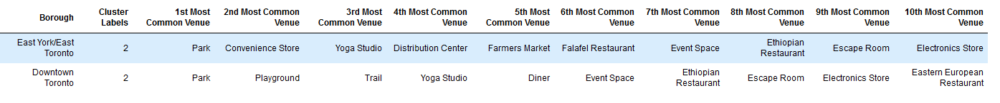 Borough Cluster Labels 1st Most Common Venue 2nd Most Common Venue 3rd Most Common Venue 4th Most Common Venue 5th Most Common Venue 6th Most Common Venue 7th Most Common Venue 8th Most Common Venue 9th Most Common Venue 10th Most Common Venue
East York/East Toronto 2 Park Convenience Store Yoga Studio Distribution Center Farmers Market Falafel Restaurant Event Space Ethiopian Restaurant Escape Room Electronics Store
Downtown Toronto 2 Park Playground Trail Yoga Studio Diner Event Space Ethiopian Restaurant Escape Room Electronics Store Eastern European Restaurant